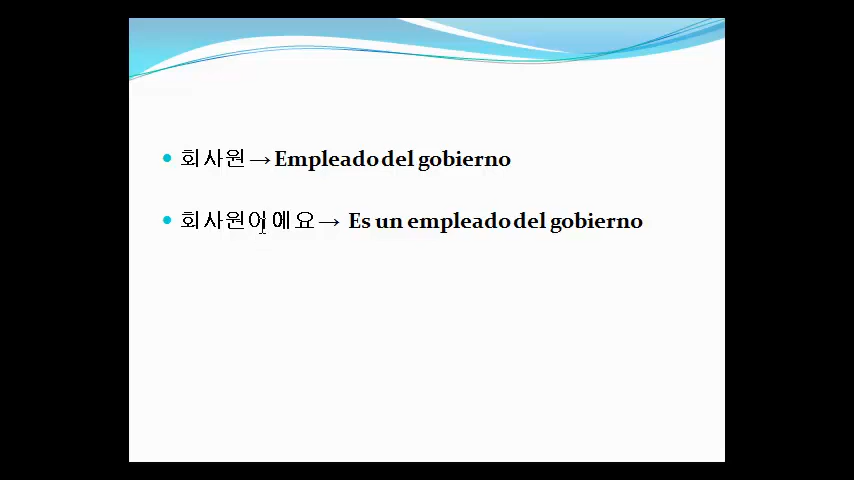 회사원→Empleado del gobierno
회사원이에요→ Es un empleado del gobierno